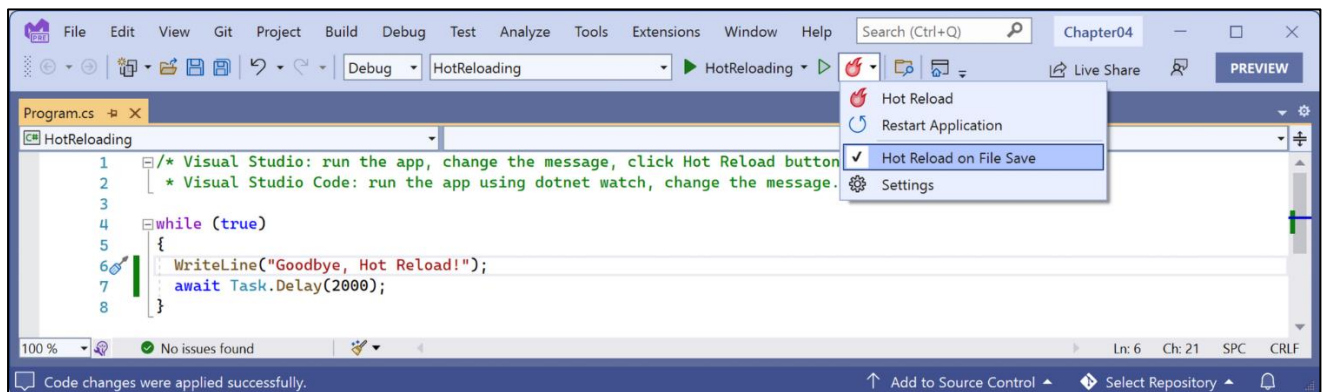 PRE File Edit View Git Project Build Debug Test Analyze Tools Extensions Window Help Search (Ctrl+Q) Chapter04
Debug HotReloading HotReloading Live Share PREVIEW
Hot Reload
Restart Application
Hot Reload on File Save
Settings
Program.cs
C# HotReloading
1 /* Visual Studio: run the app, change the message, click Hot Reload button
2 * Visual Studio Code: run the app using dotnet watch, change the message.
3
4 while (true)
5 {
6 WriteLine("Goodbye, Hot Reload!");
7 await Task.Delay(2000);
8 }
100 % No issues found Ln: 6 Ch: 21 SPC CRLF
Code changes were applied successfully. Add to Source Control Select Repository